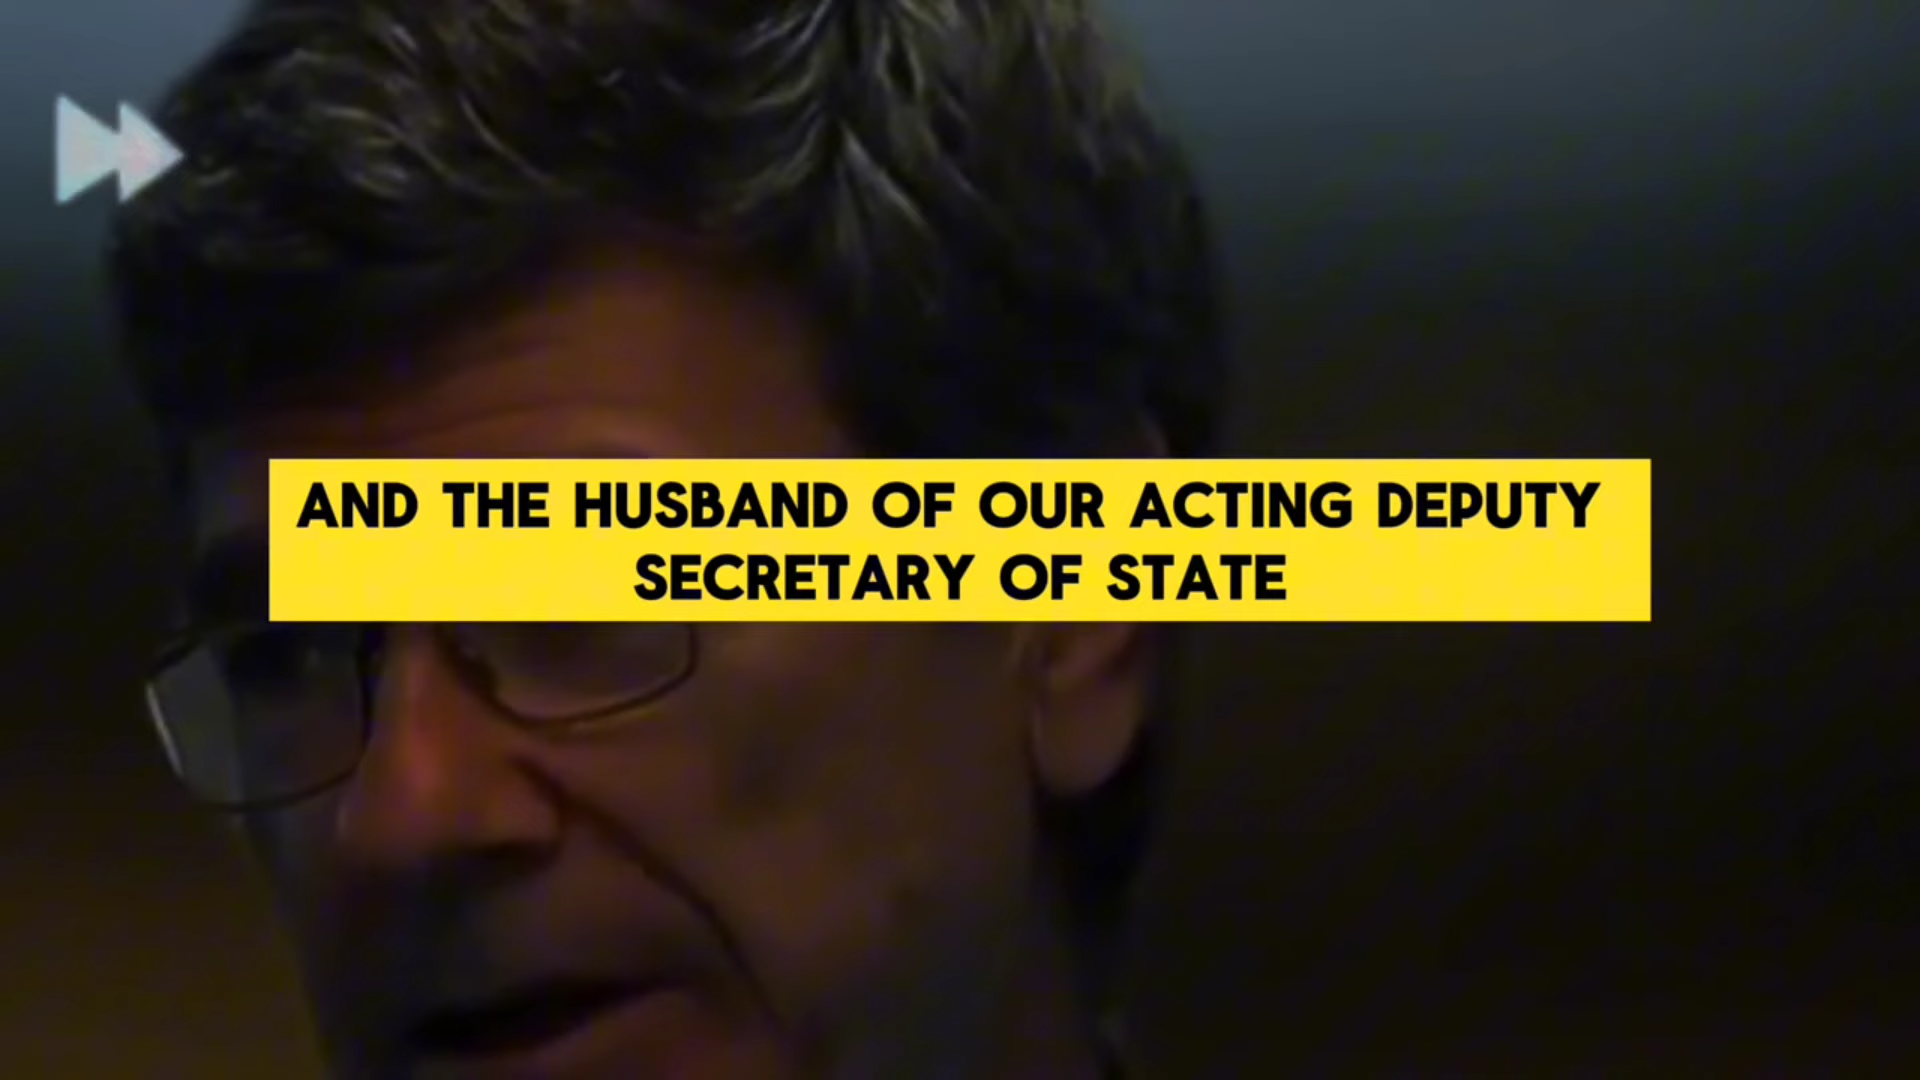 AND THE HUSBAND OF OUR ACTING DEPUTY
SECRETARY OF STATE